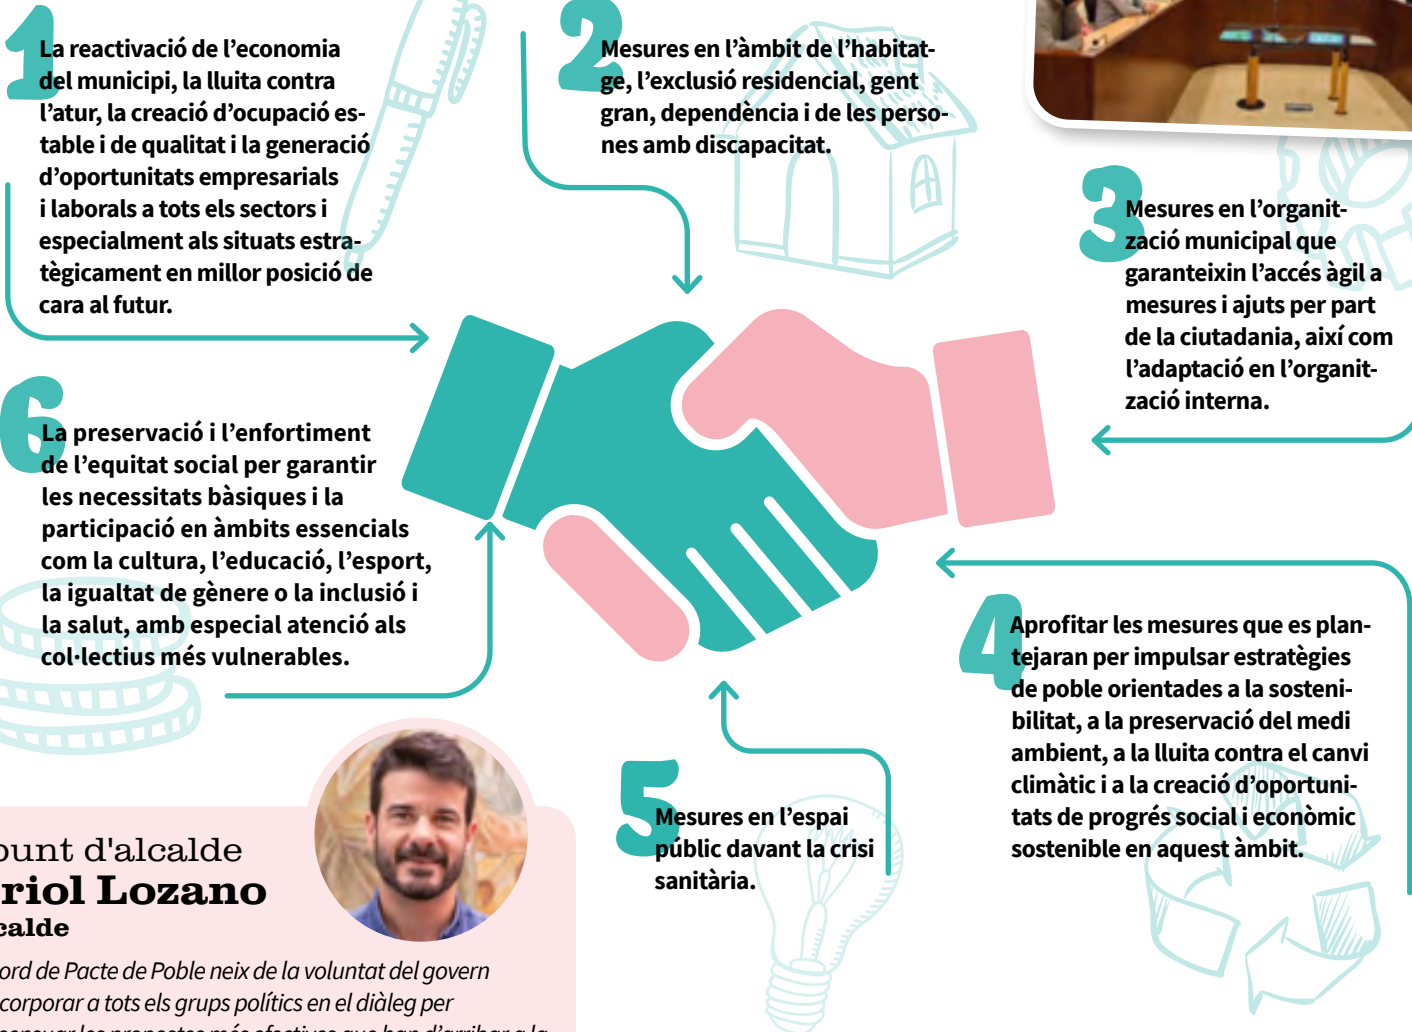 1
La reactivació de l’economia
del municipi, la lluita contra
l’atur, la creació d’ocupació es-
table i de qualitat i la generació
d’oportunitats empresarials
i laborals a tots els sectors i
especialment als situats estra-
tègicament en millor posició de
cara al futur.
2
Mesures en l’àmbit de l’habitat-
ge, l’exclusió residencial, gent
gran, dependència i de les perso-
nes amb discapacitat.
3
Mesures en l’organit-
zació municipal que
garanteixin l’accés àgil a
mesures i ajuts per part
de la ciutadania, així com
l’adaptació en l’organit-
zació interna.
4
Aprofitar les mesures que es plan-
tejaran per impulsar estratègies
de poble orientades a la sosteni-
bilitat, a la preservació del medi
ambient, a la lluita contra el canvi
climàtic i a la creació d’oportuni-
tats de progrés social i econòmic
sostenible en aquest àmbit.
5
Mesures en l’espai
públic davant la crisi
sanitària.
6
La preservació i l’enfortiment
de l’equitat social per garantir
les necessitats bàsiques i la
participació en àmbits essencials
com la cultura, l’educació, l’esport,
la igualtat de gènere o la inclusió i
la salut, amb especial atenció als
col·lectius més vulnerables.
punt d'alcalde
riol Lozano
calde
ord de Pacte de Poble neix de la voluntat del govern
corporar a tots els grups polítics en el diàleg per
les propostes més efectives que han d’arribar a la